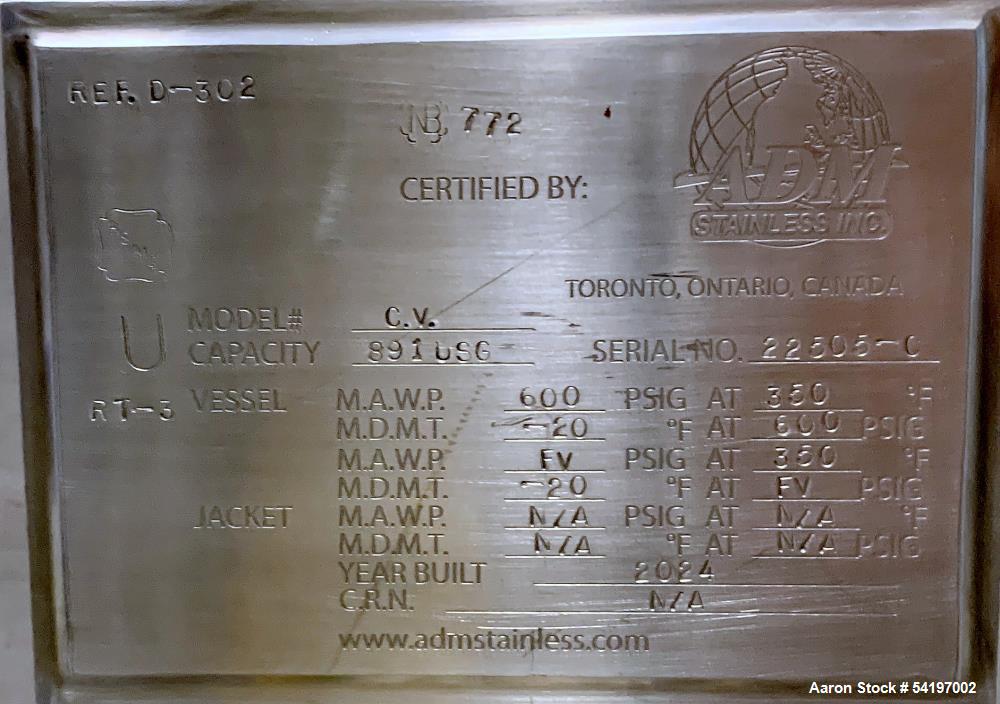 REF. D-302
NB 772
ADM
STAINLESS INC.
CERTIFIED BY:
TORONTO, ONTARIO, CANADA
U
RT-3
MODEL# C.V.
CAPACITY 891 USG SERIAL NO. 22505-C
VESSEL M.A.W.P. 600 PSIG AT 350 °F
M.D.M.T. -20 °F AT 600 PSIG
M.A.W.P. FV PSIG AT 350 °F
M.D.M.T. -20 °F AT FV PSIG
JACKET M.A.W.P. N/A PSIG AT N/A °F
M.D.M.T. N/A °F AT N/A PSIG
YEAR BUILT 2024
C.R.N. N/A
www.admstainless.com
Aaron Stock # 54197002